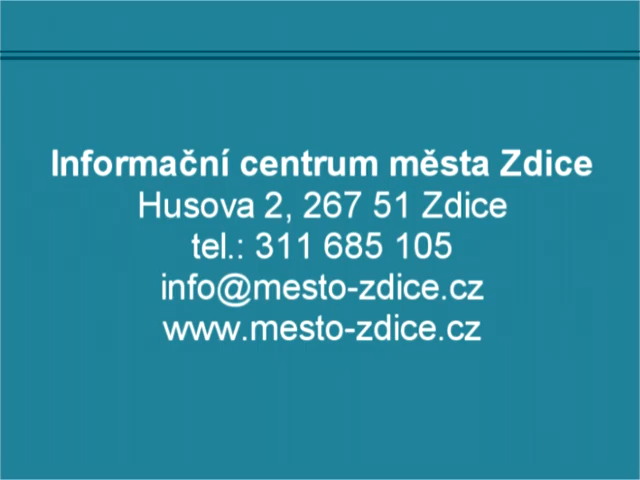 Informační centrum města Zdice
Husova 2, 267 51 Zdice
tel.: 311 685 105
info@mesto-zdice.cz
www.mesto-zdice.cz